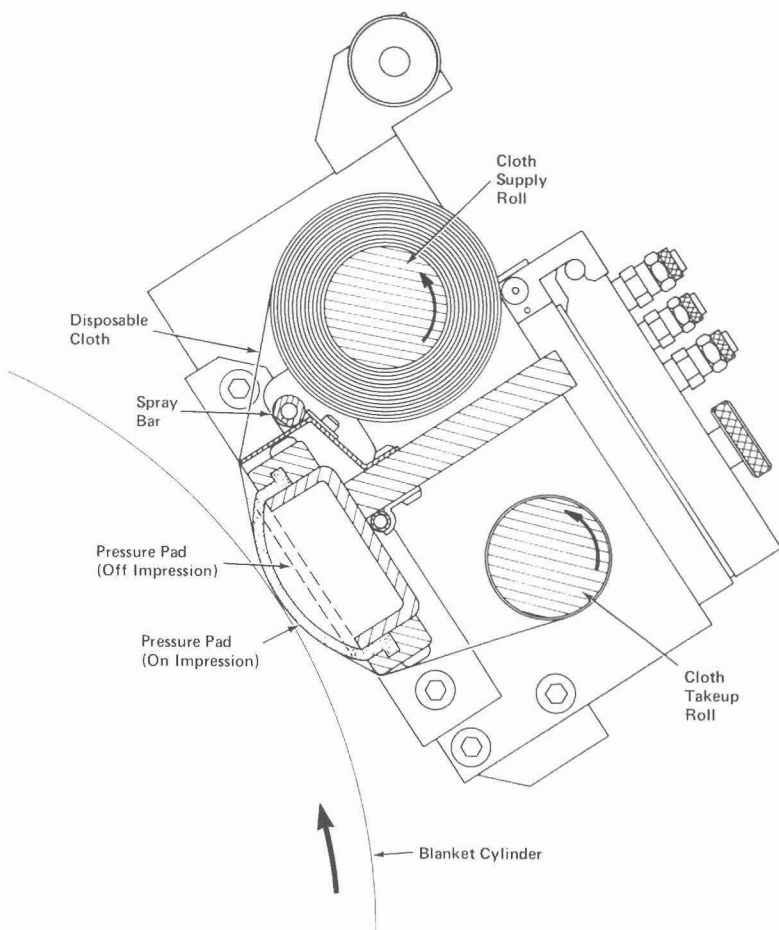 Cloth
Supply
Roll
Disposable
Cloth
Spray
Bar
Pressure Pad
(Off Impression)
Pressure Pad
(On Impression)
Cloth
Takeup
Roll
Blanket Cylinder